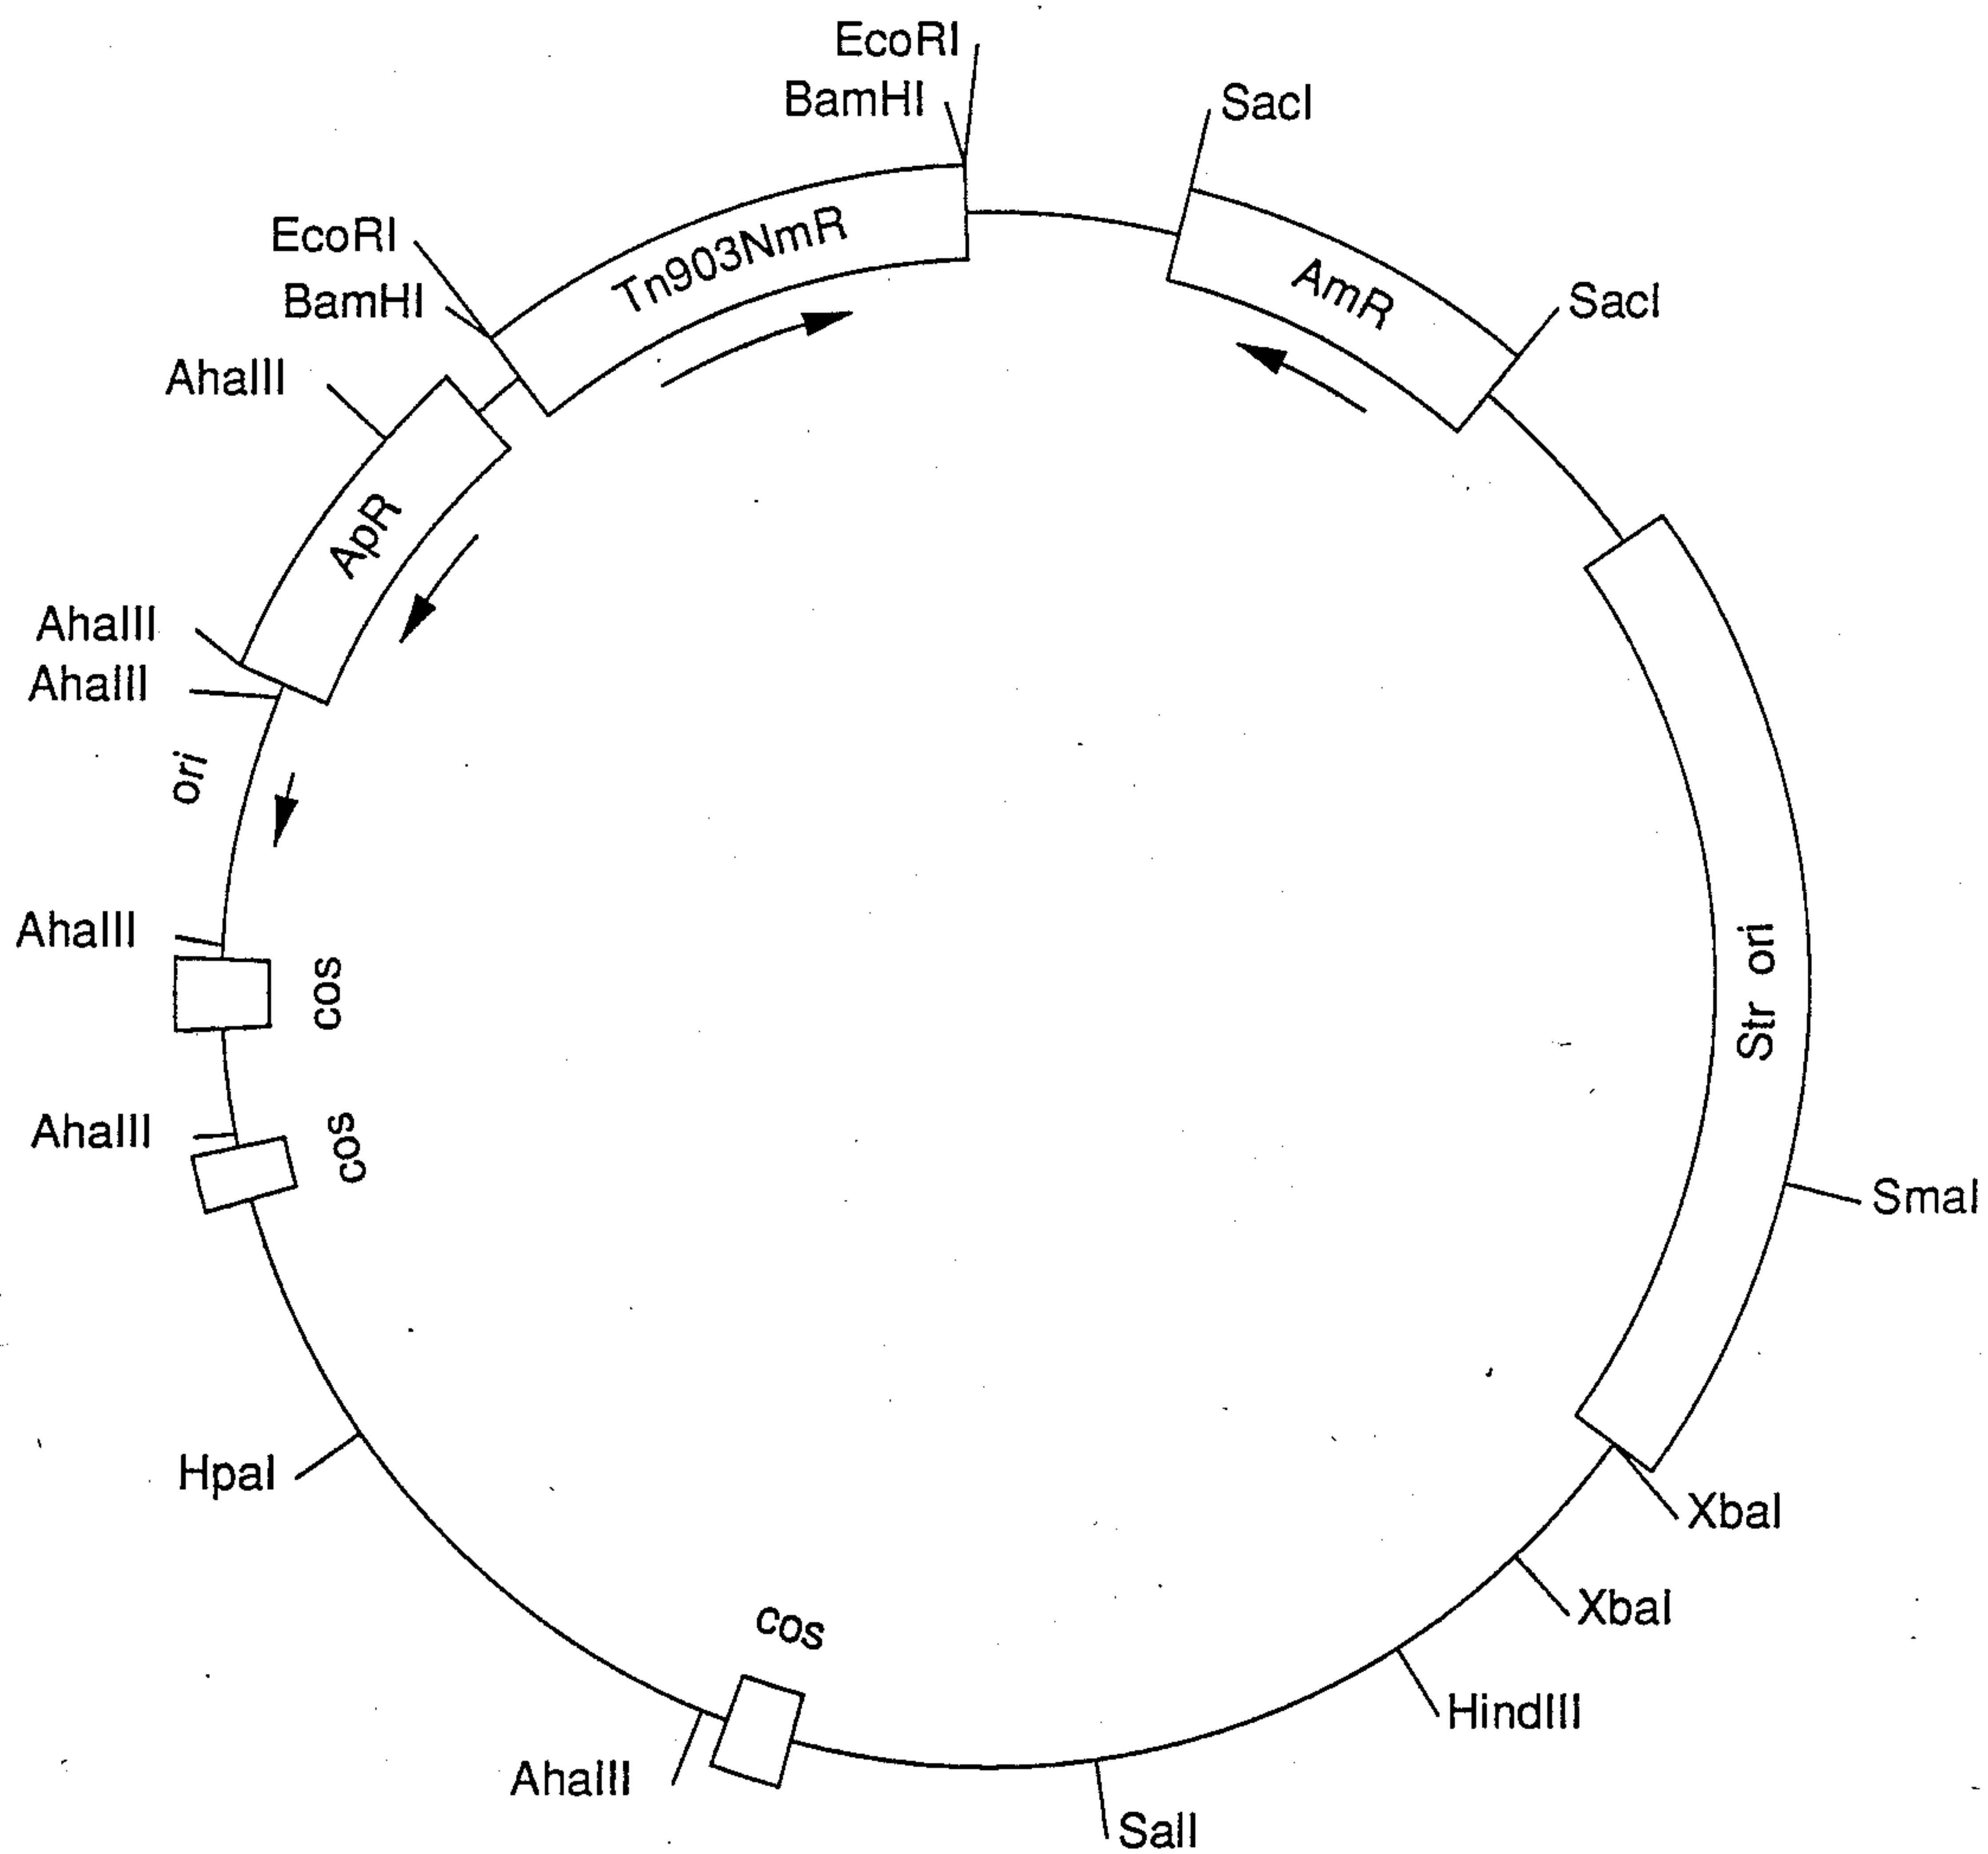 EcoRI
BamHI
SacI
EcoRI
BamHI
Tn903NmR
AmR
SacI
AhaIII
ApR
AhaIII
AhaIII
ori
AhaIII
cos
Str ori
AhaIII
cos
SmaI
HpaI
XbaI
XbaI
cos
HindIII
AhaIII
SalI